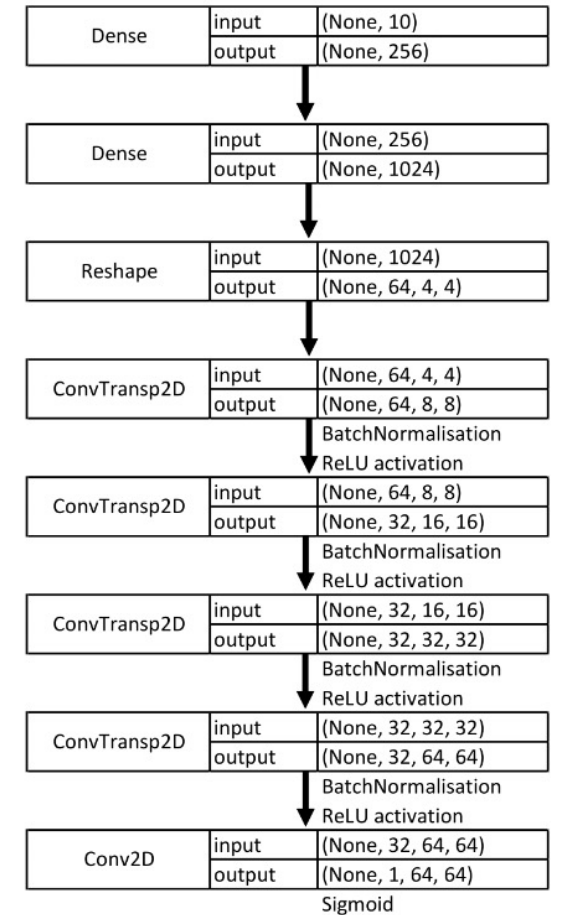 Dense input (None, 10)
output (None, 256)
Dense input (None, 256)
output (None, 1024)
Reshape input (None, 1024)
output (None, 64, 4, 4)
ConvTransp2D input (None, 64, 4, 4)
output (None, 64, 8, 8)
BatchNormalisation
ReLU activation
ConvTransp2D input (None, 64, 8, 8)
output (None, 32, 16, 16)
BatchNormalisation
ReLU activation
ConvTransp2D input (None, 32, 16, 16)
output (None, 32, 32, 32)
BatchNormalisation
ReLU activation
ConvTransp2D input (None, 32, 32, 32)
output (None, 32, 64, 64)
BatchNormalisation
ReLU activation
Conv2D input (None, 32, 64, 64)
output (None, 1, 64, 64)
Sigmoid